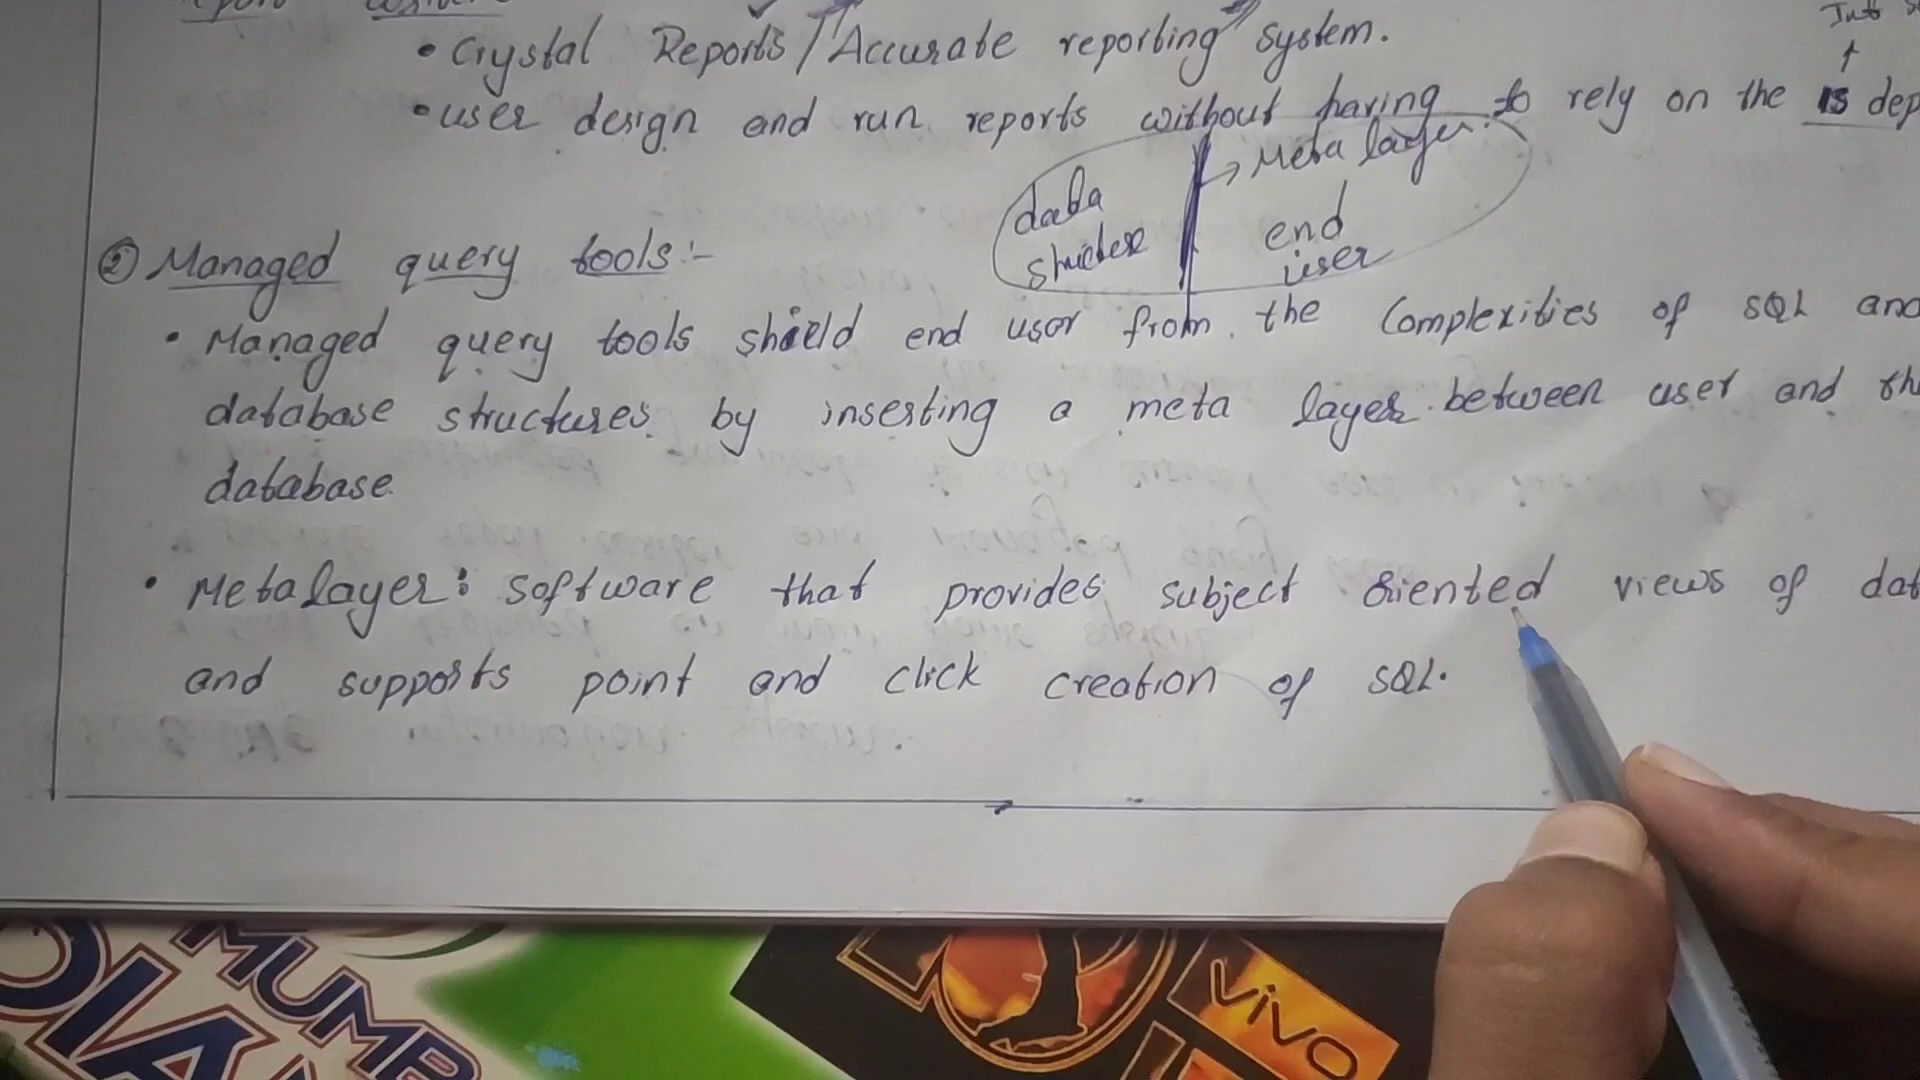 • Crystal Reports / Accurate reporting system.
• user design and run reports without having to rely on the IS dep
→ Meta layer
data
end
user
② Managed query tools :-
• Managed query tools shield end user from the Complexities of SQL and
database structures by inserting a meta layer between user and the
database.
• Metalayer : software that provides subject oriented views of dat
and supports point and click creation of SQL.
MUMB
vivo